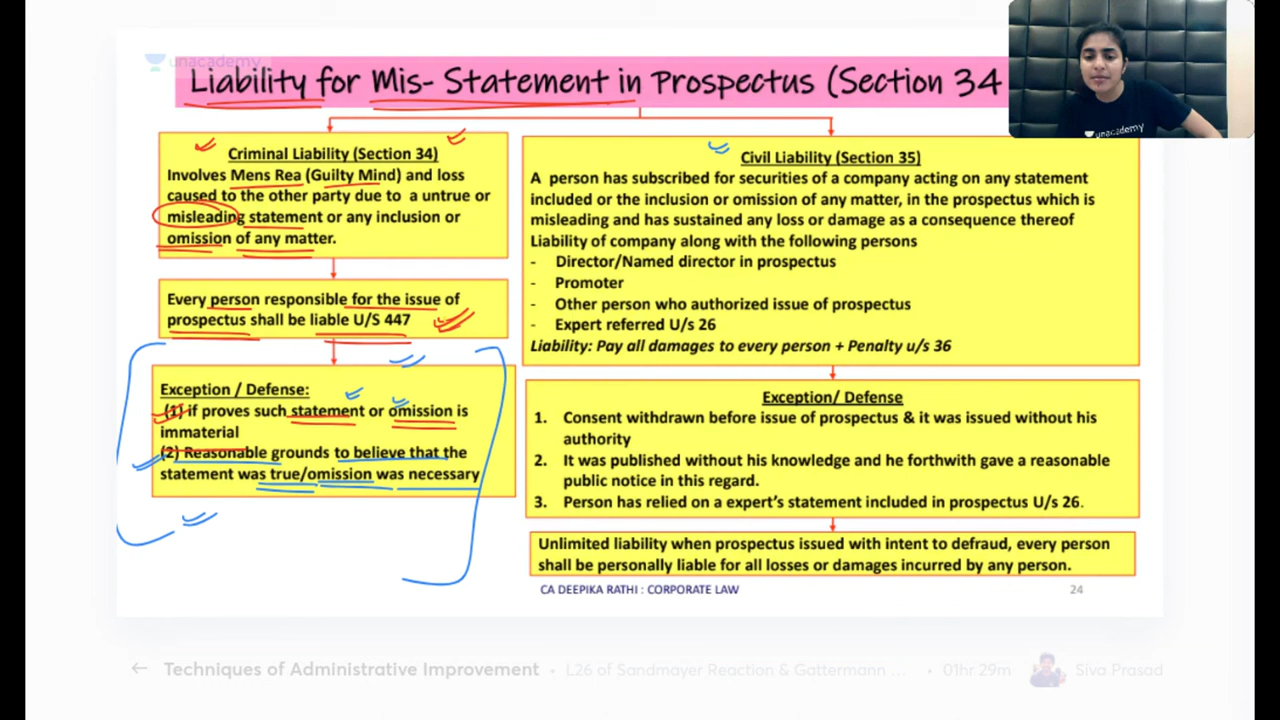 unacademy
Liability for Mis- Statement in Prospectus (Section 34
unacademy
Criminal Liability (Section 34)
Involves Mens Rea (Guilty Mind) and loss
caused to the other party due to a untrue or
misleading statement or any inclusion or
omission of any matter.
Every person responsible for the issue of
prospectus shall be liable U/S 447
Exception / Defense:
(1) if proves such statement or omission is
immaterial
(2) Reasonable grounds to believe that the
statement was true/omission was necessary
Civil Liability (Section 35)
A person has subscribed for securities of a company acting on any statement
included or the inclusion or omission of any matter, in the prospectus which is
misleading and has sustained any loss or damage as a consequence thereof
Liability of company along with the following persons
- Director/Named director in prospectus
- Promoter
- Other person who authorized issue of prospectus
- Expert referred U/s 26
Liability: Pay all damages to every person + Penalty u/s 36
Exception/ Defense
1. Consent withdrawn before issue of prospectus & it was issued without his
authority
2. It was published without his knowledge and he forthwith gave a reasonable
public notice in this regard.
3. Person has relied on a expert's statement included in prospectus U/s 26.
Unlimited liability when prospectus issued with intent to defraud, every person
shall be personally liable for all losses or damages incurred by any person.
CA DEEPIKA RATHI : CORPORATE LAW 24
Techniques of Administrative Improvement • L26 of Sandmayer Reaction & Gattermann ... • 01hr 29m Siva Prasad